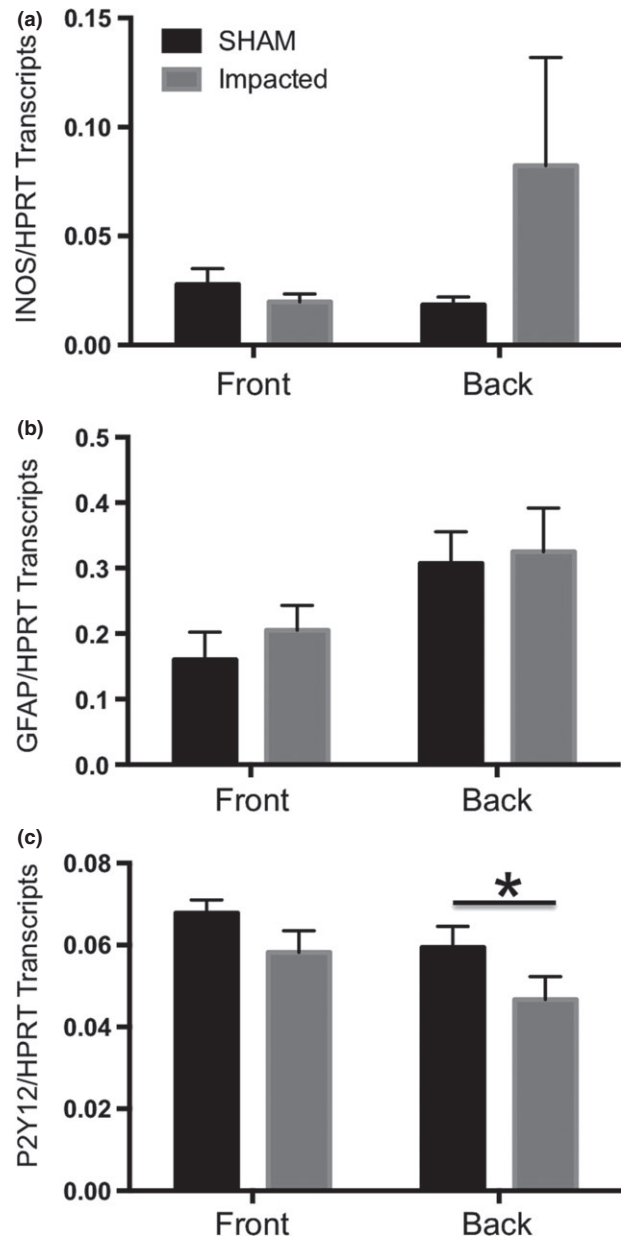 (a)
INOS/HPRT Transcripts
0.15
0.10
0.05
0.00
SHAM
Impacted
Front Back
(b)
GFAP/HPRT Transcripts
0.5
0.4
0.3
0.2
0.1
0.0
Front Back
(c)
P2Y12/HPRT Transcripts
0.08
0.06
0.04
0.02
0.00
*
Front Back